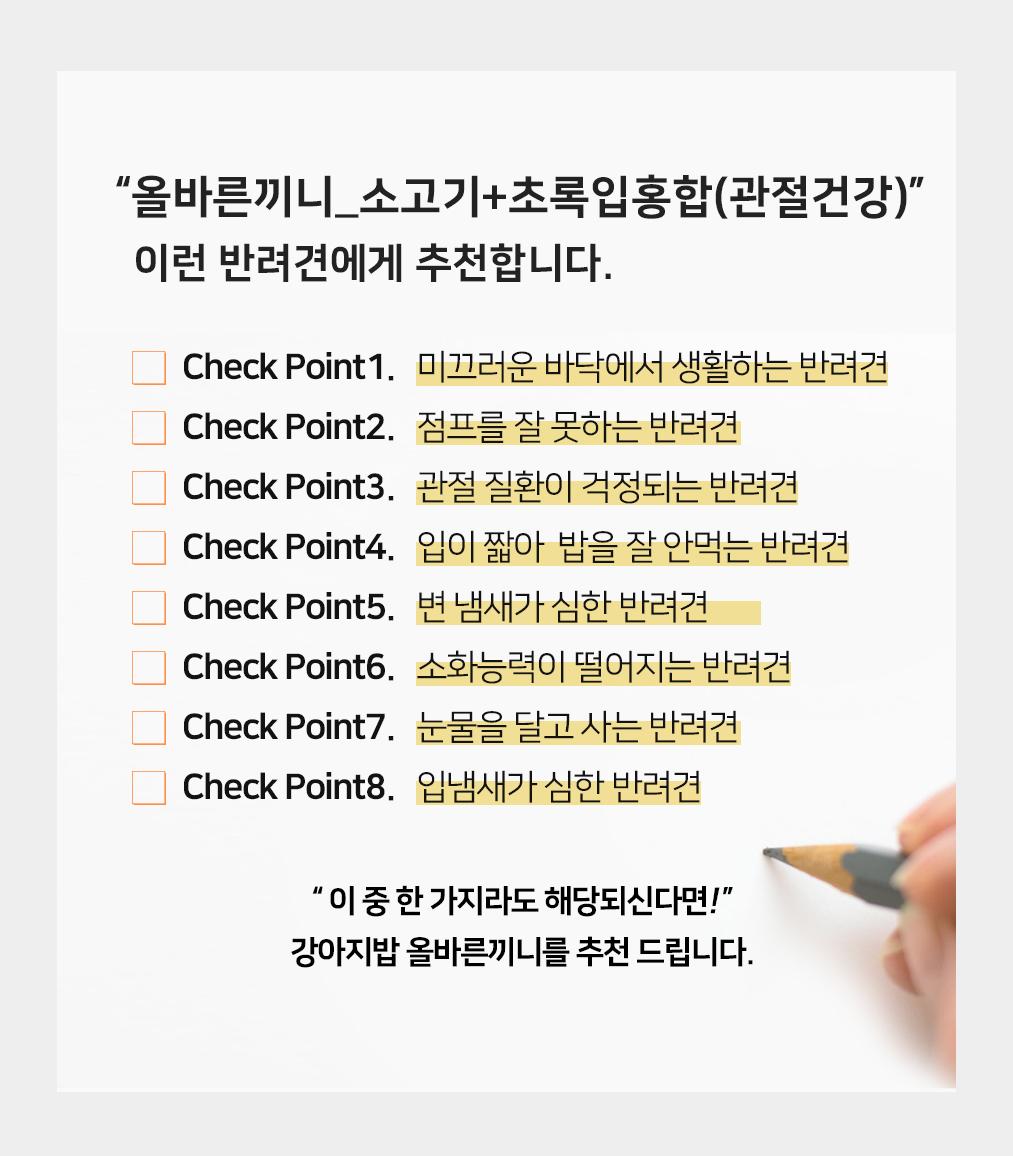 “올바른끼니_소고기+초록입홍합(관절건강)”
이런 반려견에게 추천합니다.
Check Point1. 미끄러운 바닥에서 생활하는 반려견
Check Point2. 점프를 잘 못하는 반려견
Check Point3. 관절 질환이 걱정되는 반려견
Check Point4. 입이 짧아 밥을 잘 안먹는 반려견
Check Point5. 변 냄새가 심한 반려견
Check Point6. 소화능력이 떨어지는 반려견
Check Point7. 눈물을 달고 사는 반려견
Check Point8. 입냄새가 심한 반려견
“ 이 중 한 가지라도 해당되신다면!”
강아지밥 올바른끼니를 추천 드립니다.